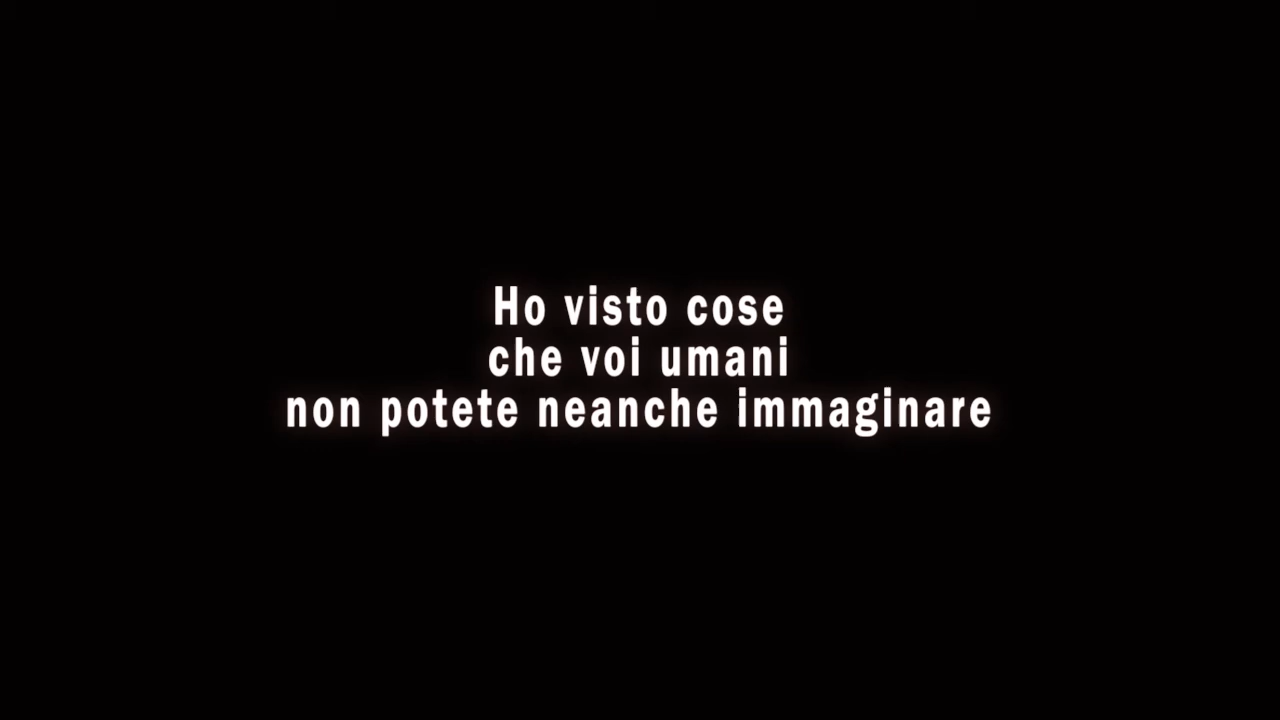 Ho visto cose
che voi umani
non potete neanche immaginare